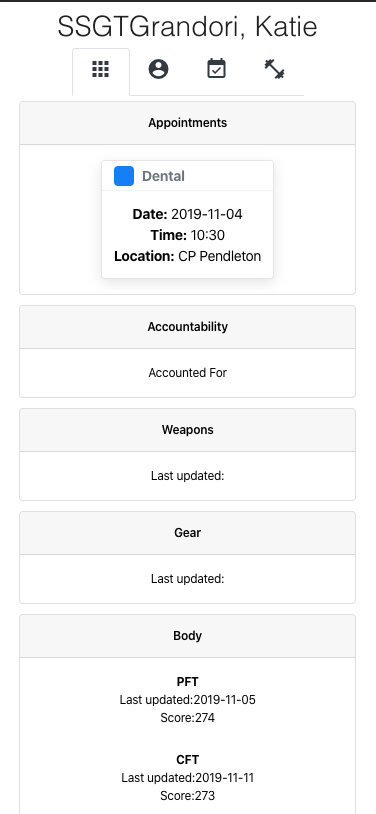 SSGTGrandori, Katie
Appointments
Dental
Date: 2019-11-04
Time: 10:30
Location: CP Pendleton
Accountability
Accounted For
Weapons
Last updated:
Gear
Last updated:
Body
PFT
Last updated:2019-11-05
Score:274
CFT
Last updated:2019-11-11
Score:273